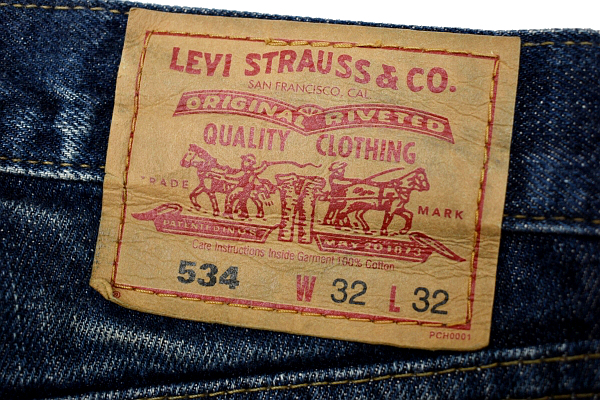 LEVI STRAUSS & CO.
SAN FRANCISCO, CAL.
ORIGINAL RIVETED
QUALITY CLOTHING
TRADE MARK
PATENTED IN U.S. MAY 20 1873
Care Instructions Inside Garment 100% Cotton
534 W 32 L 32
PCH0001